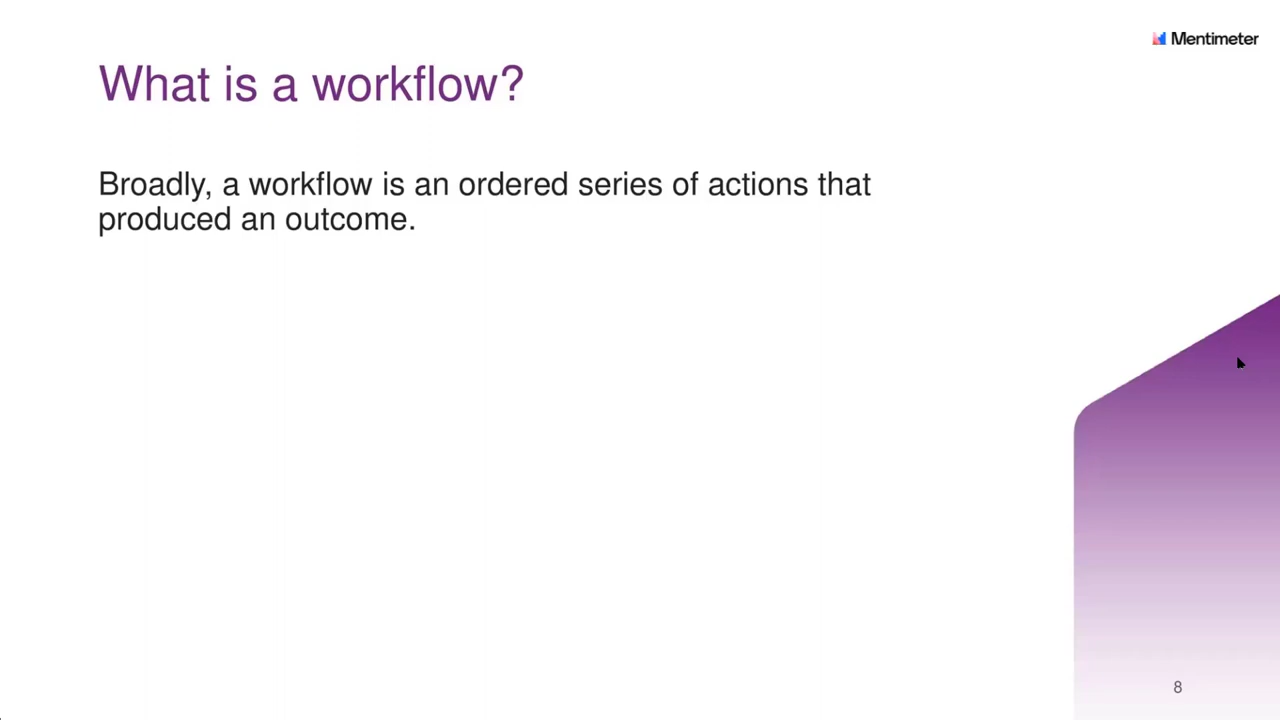 Mentimeter
What is a workflow?
Broadly, a workflow is an ordered series of actions that
produced an outcome.
8